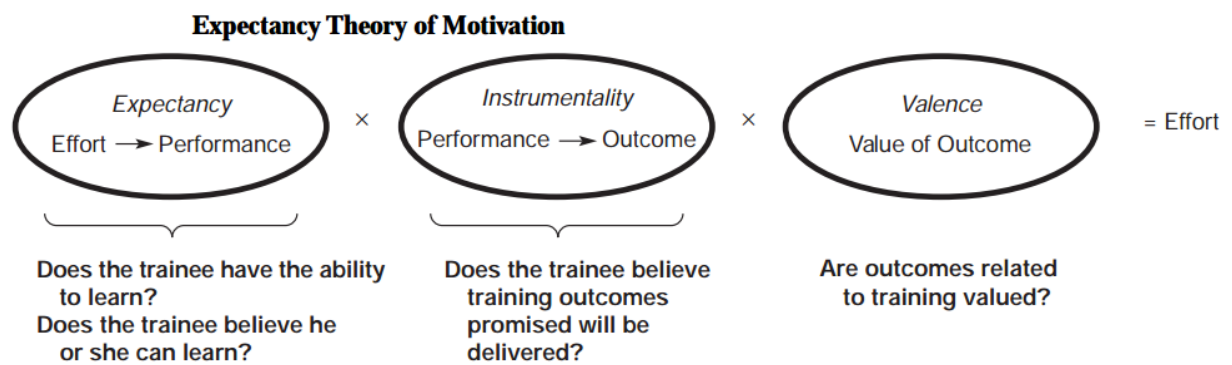 Expectancy Theory of Motivation
Expectancy
Effort → Performance
×
Instrumentality
Performance → Outcome
×
Valence
Value of Outcome
= Effort
Does the trainee have the ability
to learn?
Does the trainee believe he
or she can learn?
Does the trainee believe
training outcomes
promised will be
delivered?
Are outcomes related
to training valued?